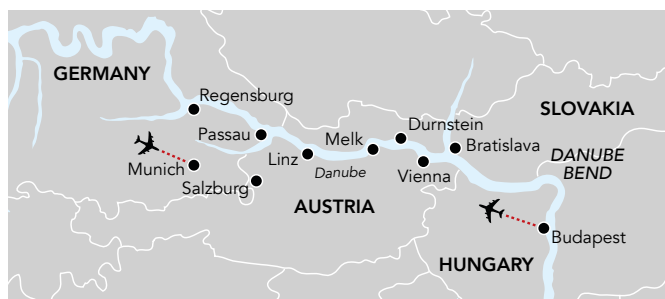 GERMANY
Regensburg
SLOVAKIA
Passau
Melk
Durnstein
Bratislava
DANUBE
BEND
Munich
Linz
Danube
Vienna
Salzburg
AUSTRIA
Budapest
HUNGARY